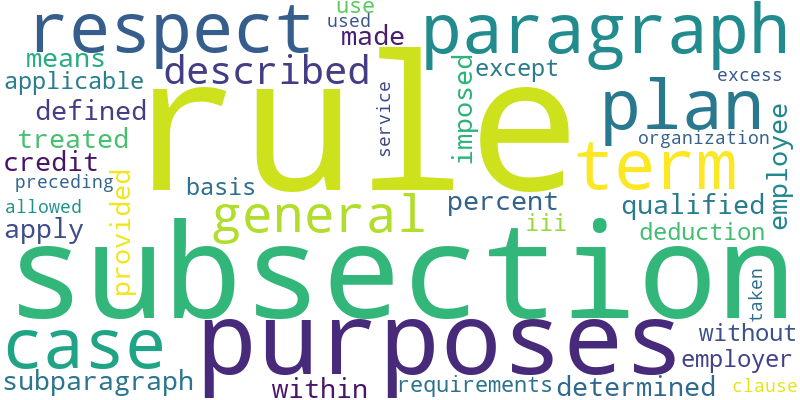 use
used
respect
made
paragraph
means
described
except
excess
applicable
rule
service
imposed
plan
defined
employee
treated
organization
credit
term
preceding
basis
provided
percent
qualified
allowed
general
iii
apply
deduction
subsection
taken
case
purposes
without
employer
subparagraph
within
requirements
determined
clause